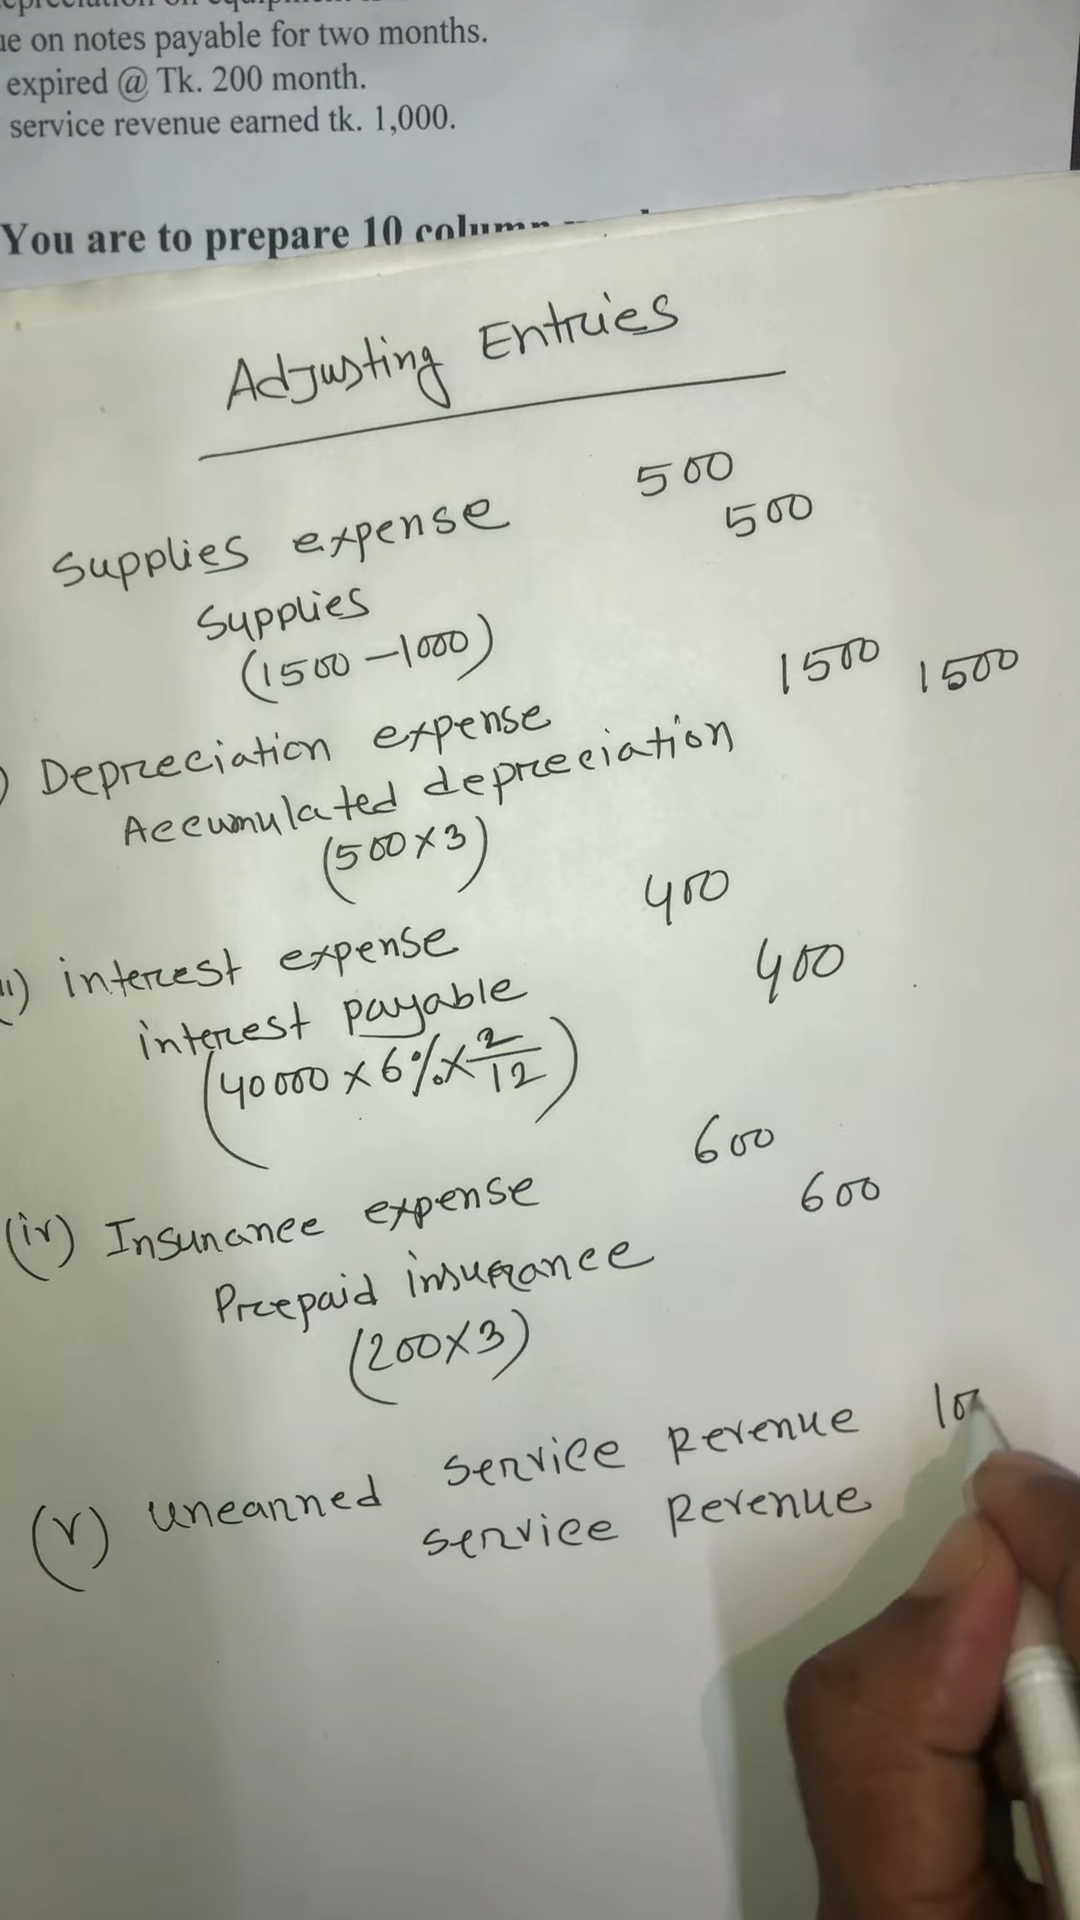 on notes payable for two months.
expired @ Tk. 200 month.
service revenue earned tk. 1,000.
You are to prepare 10
Adjusting Entries
Supplies expense 500
Supplies 500
(1500 - 1000)
Depreciation expense 1500
Accumulated depreciation 1500
(500 × 3)
interest expense 400
interest payable 400
(40000 × 6% × 2/12)
(iv) Insurance expense 600
Prepaid insurance 600
(200 × 3)
(v) Unearned service Revenue 10
service Revenue